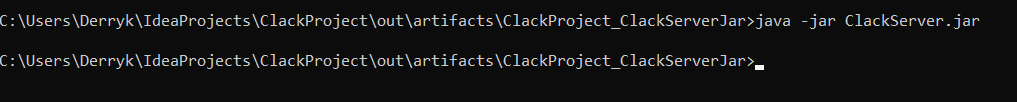 C:\Users\Derryk\IdeaProjects\ClackProject\out\artifacts\ClackProject_ClackServerJar>java -jar ClackServer.jar
C:\Users\Derryk\IdeaProjects\ClackProject\out\artifacts\ClackProject_ClackServerJar>